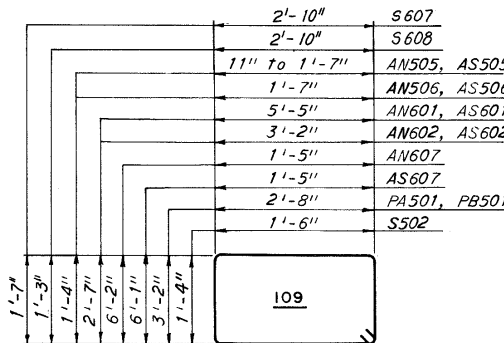 2'-10" S607
2'-10" S608
11" to 1'-7" AN505, AS505
1'-7" AN506, AS506
5'-5" AN601, AS601
3'-2" AN602, AS602
1'-5" AN607
1'-5" AS607
2'-8" PA501, PB501
1'-6" S502
1'-7" 1'-3" 1'-4" 2'-7" 6'-2" 6'-1" 3'-2" 1'-4"
109